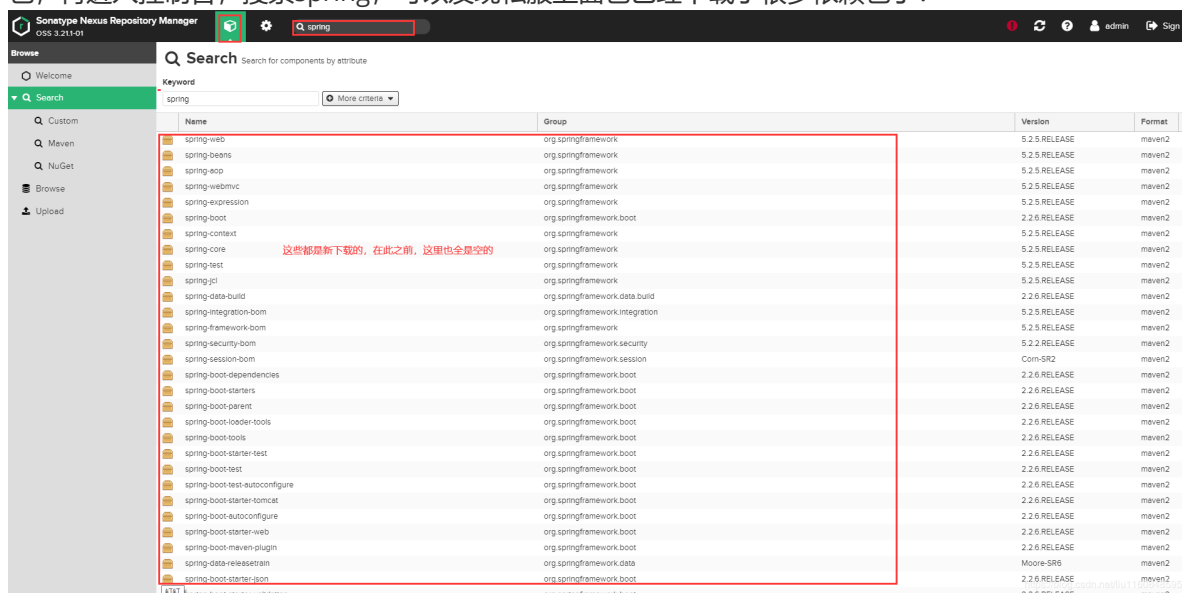 Sonatype Nexus Repository Manager
OSS 3.21.1-01
spring
admin
Sign
Browse
Welcome
Search
Custom
Maven
NuGet
Browse
Upload
Search Search for components by attribute
Keyword
spring
More criteria
Name Group Version Format
spring-web org.springframework 5.2.5.RELEASE maven2
spring-beans org.springframework 5.2.5.RELEASE maven2
spring-aop org.springframework 5.2.5.RELEASE maven2
spring-webmvc org.springframework 5.2.5.RELEASE maven2
spring-expression org.springframework 5.2.5.RELEASE maven2
spring-boot org.springframework.boot 2.2.6.RELEASE maven2
spring-context org.springframework 5.2.5.RELEASE maven2
spring-core 这些都是新下载的，在此之前，这里也全是空的 org.springframework 5.2.5.RELEASE maven2
spring-test org.springframework 5.2.5.RELEASE maven2
spring-jcl org.springframework 5.2.5.RELEASE maven2
spring-data-build org.springframework.data.build 2.2.6.RELEASE maven2
spring-integration-bom org.springframework.integration 5.2.5.RELEASE maven2
spring-framework-bom org.springframework 5.2.5.RELEASE maven2
spring-security-bom org.springframework.security 5.2.2.RELEASE maven2
spring-session-bom org.springframework.session Corn-SR2 maven2
spring-boot-dependencies org.springframework.boot 2.2.6.RELEASE maven2
spring-boot-starters org.springframework.boot 2.2.6.RELEASE maven2
spring-boot-parent org.springframework.boot 2.2.6.RELEASE maven2
spring-boot-loader-tools org.springframework.boot 2.2.6.RELEASE maven2
spring-boot-tools org.springframework.boot 2.2.6.RELEASE maven2
spring-boot-starter-test org.springframework.boot 2.2.6.RELEASE maven2
spring-boot-test org.springframework.boot 2.2.6.RELEASE maven2
spring-boot-test-autoconfigure org.springframework.boot 2.2.6.RELEASE maven2
spring-boot-starter-tomcat org.springframework.boot 2.2.6.RELEASE maven2
spring-boot-autoconfigure org.springframework.boot 2.2.6.RELEASE maven2
spring-boot-starter-web org.springframework.boot 2.2.6.RELEASE maven2
spring-boot-maven-plugin org.springframework.boot 2.2.6.RELEASE maven2
spring-data-releasetrain org.springframework.data Moore-SR6 maven2
spring-boot-starter-json org.springframework.boot 2.2.6.RELEASE maven2